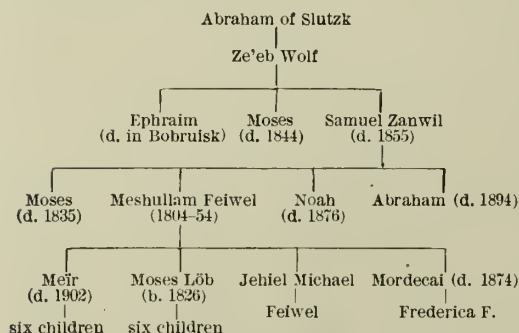 Abraham of Slutzk
Ze'eb Wolf
Ephraim Moses Samuel Zanwil
(d. in Bobruisk) (d. 1844) (d. 1855)
Moses Meshullam Feiwel Noah Abraham (d. 1894)
(d. 1835) (1804–54) (d. 1876)
Meïr Moses Löb Jehiel Michael Mordecai (d. 1874)
(d. 1902) (b. 1826)
Feiwel Frederica F.
six children six children